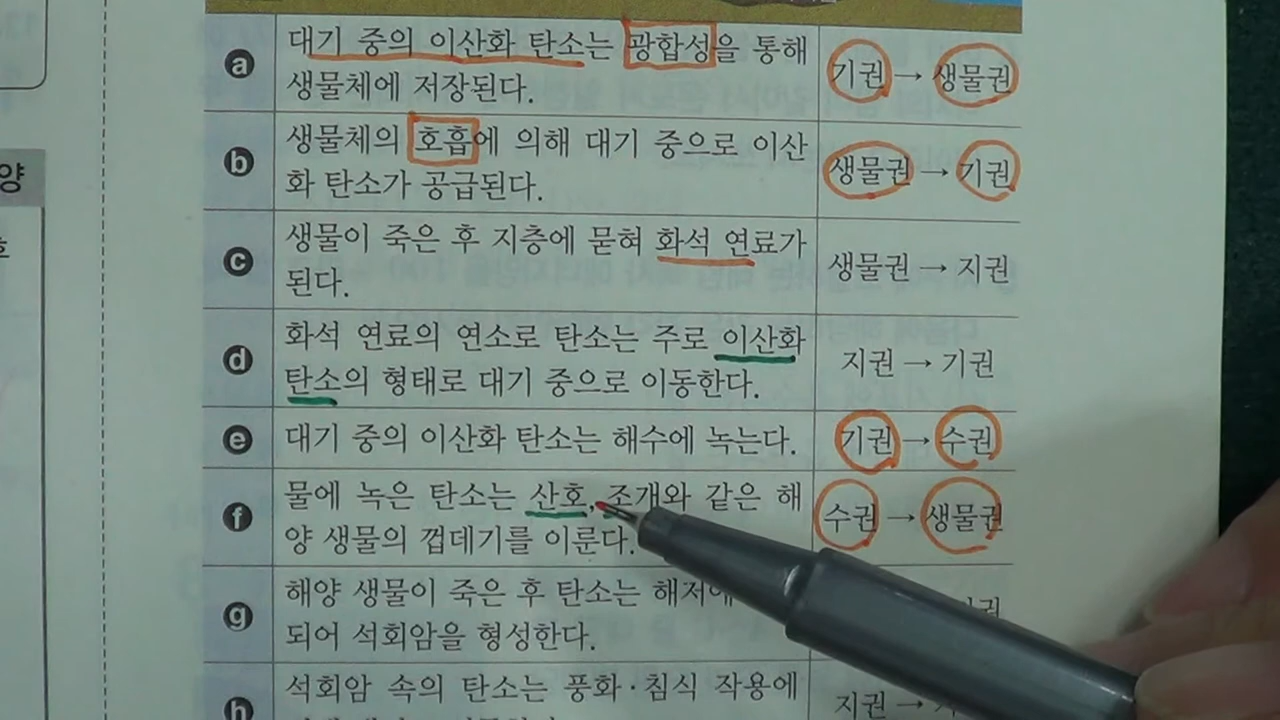 양
a 대기 중의 이산화 탄소는 광합성을 통해 기권 → 생물권
생물체에 저장된다.
b 생물체의 호흡에 의해 대기 중으로 이산 생물권 → 기권
화 탄소가 공급된다.
c 생물이 죽은 후 지층에 묻혀 화석 연료가 생물권 → 지권
된다.
d 화석 연료의 연소로 탄소는 주로 이산화 지권 → 기권
탄소의 형태로 대기 중으로 이동한다.
e 대기 중의 이산화 탄소는 해수에 녹는다. 기권 → 수권
f 물에 녹은 탄소는 산호, 조개와 같은 해 수권 → 생물권
양 생물의 껍데기를 이룬다.
g 해양 생물이 죽은 후 탄소는 해저에
되어 석회암을 형성한다.
h 석회암 속의 탄소는 풍화·침식 작용에 지권 →